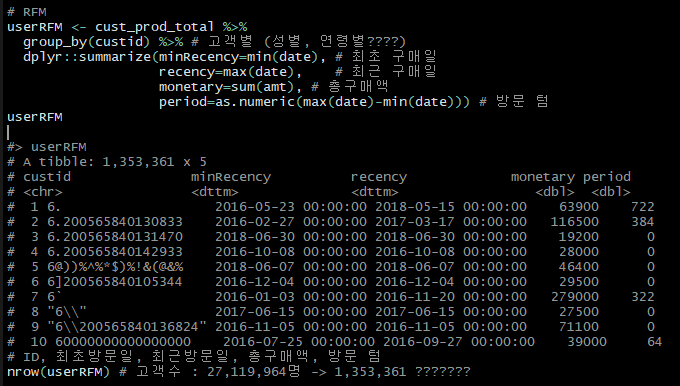 # RFM
userRFM <- cust_prod_total %>%
  group_by(custid) %>% # 고객별 (성별, 연령별????)
  dplyr::summarize(minRecency=min(date), # 최초 구매일
                   recency=max(date),    # 최근 구매일
                   monetary=sum(amt), # 총구매액
                   period=as.numeric(max(date)-min(date))) # 방문 텀
userRFM
#> userRFM
# A tibble: 1,353,361 x 5
# custid               minRecency          recency             monetary period
# <chr>                <dttm>              <dttm>                 <dbl>  <dbl>
#  1 6.                  2016-05-23 00:00:00 2018-05-15 00:00:00    63900    722
#  2 6.200565840130833   2016-02-27 00:00:00 2017-03-17 00:00:00   116500    384
#  3 6.200565840131470   2018-06-30 00:00:00 2018-06-30 00:00:00    19200      0
#  4 6.200565840142933   2016-10-08 00:00:00 2016-10-08 00:00:00    28000      0
#  5 6@))%^%*$)%!&(@&%   2018-06-07 00:00:00 2018-06-07 00:00:00    46400      0
#  6 6]200565840105344   2016-12-04 00:00:00 2016-12-04 00:00:00    29500      0
#  7 6`                  2016-01-03 00:00:00 2016-11-20 00:00:00   279000    322
#  8 "6\\"               2017-06-15 00:00:00 2017-06-15 00:00:00    27500      0
#  9 "6\\200565840136824" 2016-11-05 00:00:00 2016-11-05 00:00:00    71100      0
# 10 60000000000000000    2016-07-25 00:00:00 2016-09-27 00:00:00    39000     64
# ID, 최초방문일, 최근방문일, 총구매액, 방문 텀
nrow(userRFM) # 고객수 : 27,119,964명 -> 1,353,361 ???????